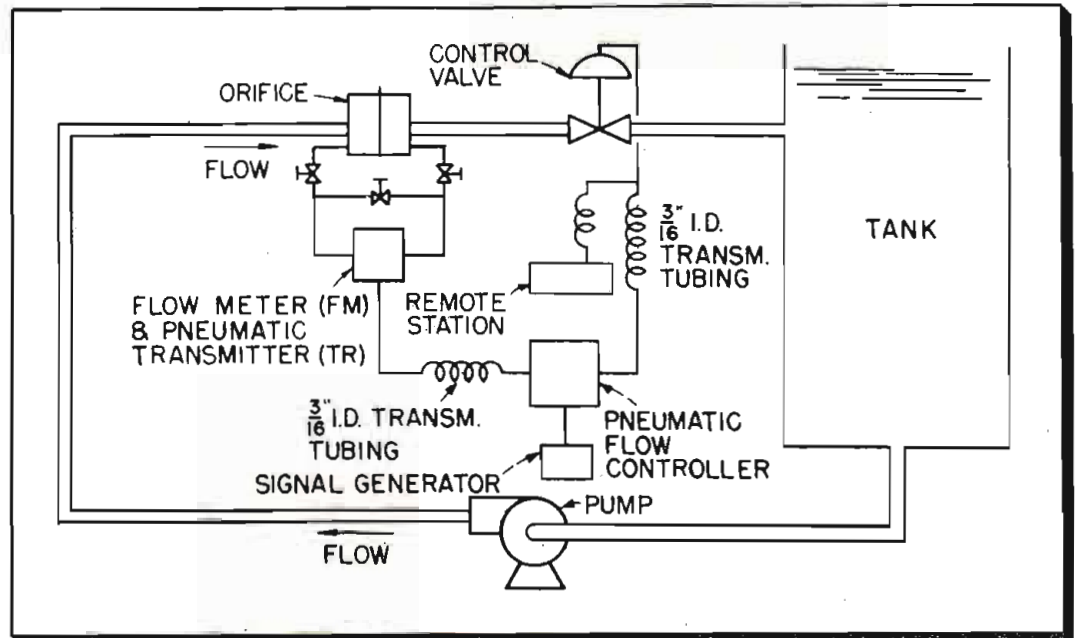 CONTROL
VALVE
ORIFICE
FLOW
3/16" I.D.
TRANSM.
TUBING
TANK
FLOW METER (FM)
& PNEUMATIC
TRANSMITTER (TR)
REMOTE
STATION
3/16" I.D. TRANSM.
TUBING
PNEUMATIC
FLOW
CONTROLLER
SIGNAL GENERATOR
PUMP
FLOW